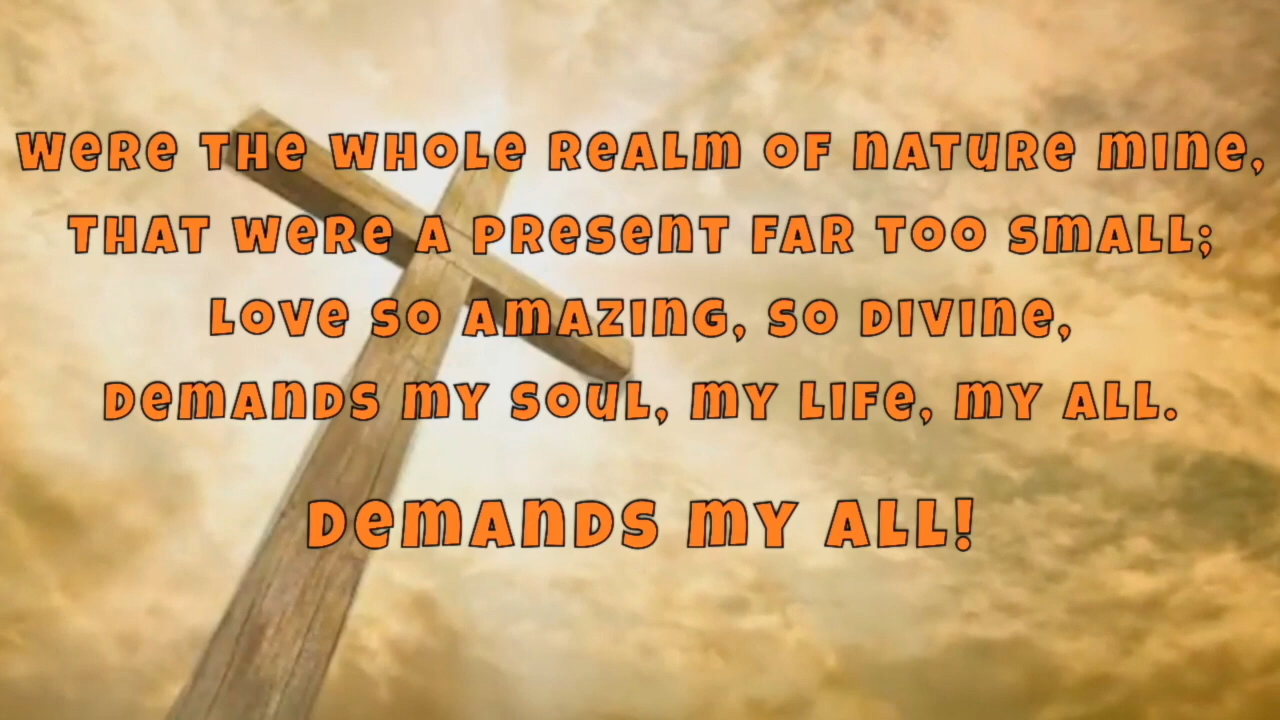 Were the whole realm of nature mine,
That were a present far too small;
Love so amazing, so divine,
Demands my soul, my life, my all.
Demands my all!